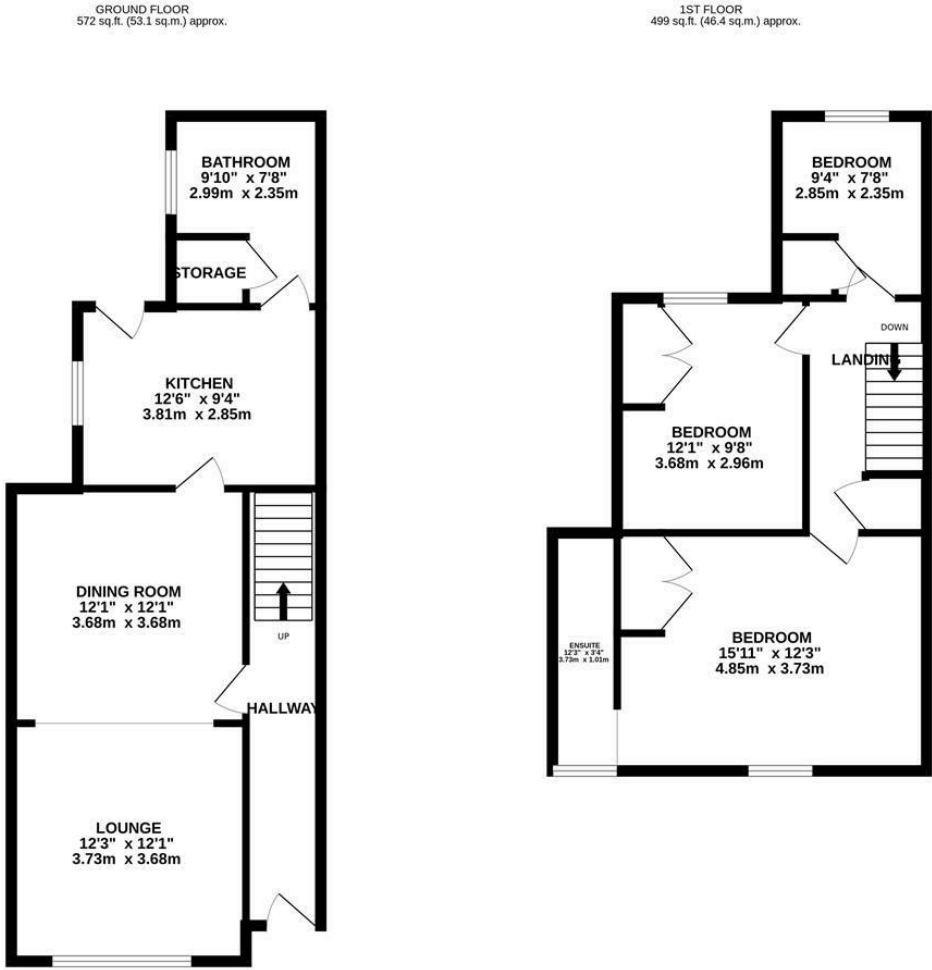 GROUND FLOOR
572 sq.ft. (53.1 sq.m.) approx.
BATHROOM
9'10" x 7'8"
2.99m x 2.35m
STORAGE
KITCHEN
12'6" x 9'4"
3.81m x 2.85m
DINING ROOM
12'1" x 12'1"
3.68m x 3.68m
UP
HALLWAY
LOUNGE
12'3" x 12'1"
3.73m x 3.68m
1ST FLOOR
499 sq.ft. (46.4 sq.m.) approx.
BEDROOM
9'4" x 7'8"
2.85m x 2.35m
DOWN
LANDING
BEDROOM
12'1" x 9'8"
3.68m x 2.96m
ENSUITE
12'3" x 3'4"
3.73m x 1.01m
BEDROOM
15'11" x 12'3"
4.85m x 3.73m